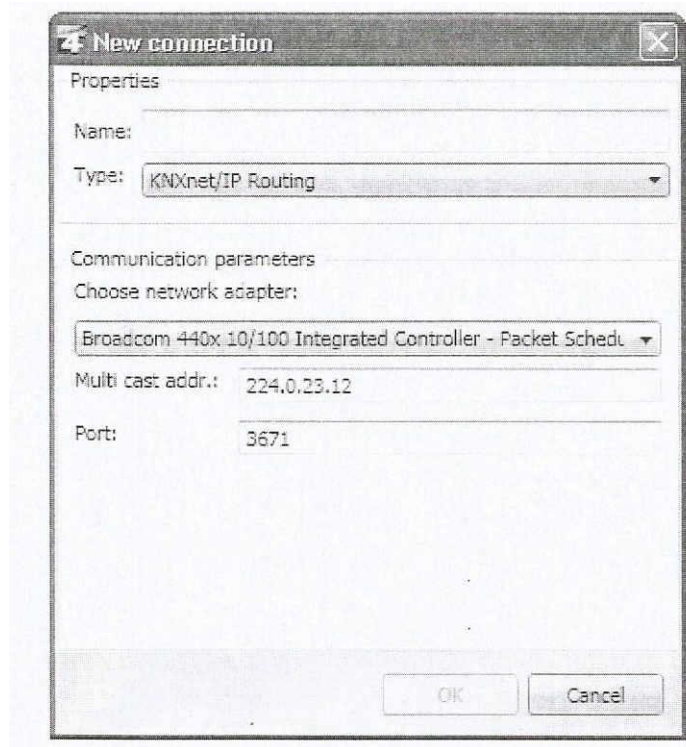 4 New connection
Properties
Name:
Type: KNXnet/IP Routing
Communication parameters
Choose network adapter:
Broadcom 440x 10/100 Integrated Controller - Packet Schedu
Multi cast addr.: 224.0.23.12
Port: 3671
OK Cancel